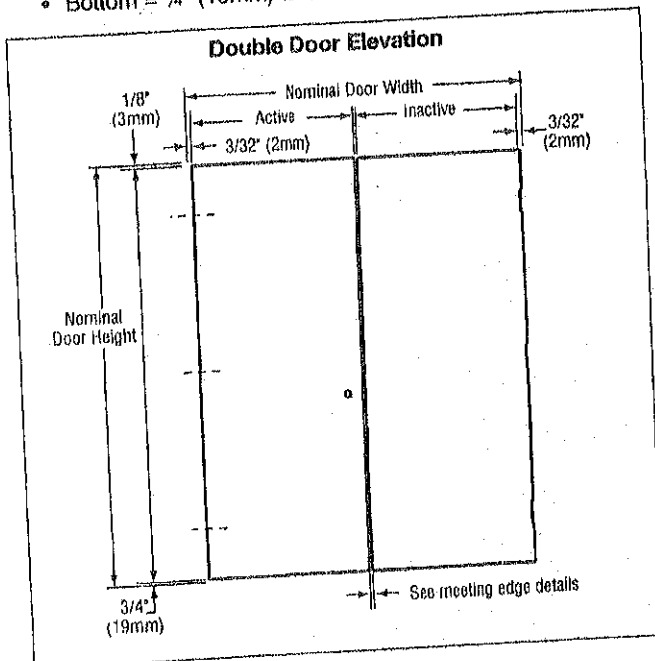 • Bottom – ¾"
Double Door Elevation
Nominal Door Width
1/8"
(3mm)
Active
Inactive
3/32"
(2mm)
3/32" (2mm)
Nominal
Door Height
See meeting edge details
3/4"
(19mm)